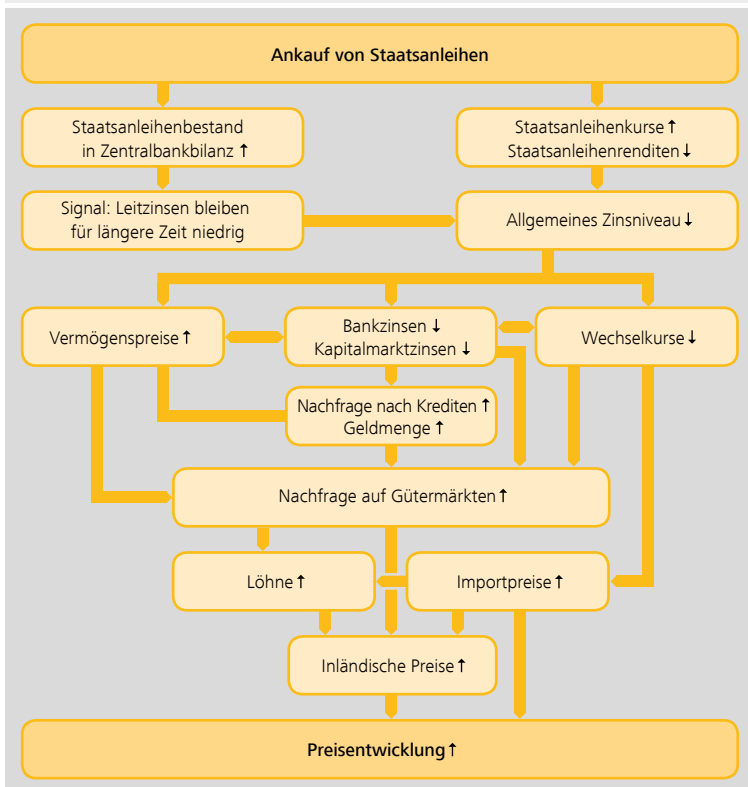 Ankauf von Staatsanleihen
Staatsanleihenbestand
in Zentralbankbilanz ↑
Staatsanleihenkurse ↑
Staatsanleihenrenditen ↓
Signal: Leitzinsen bleiben
für längere Zeit niedrig
Allgemeines Zinsniveau ↓
Vermögenspreise ↑
Bankzinsen ↓
Kapitalmarktzinsen ↓
Wechselkurse ↓
Nachfrage nach Krediten ↑
Geldmenge ↑
Nachfrage auf Gütermärkten ↑
Löhne ↑
Importpreise ↑
Inländische Preise ↑
Preisentwicklung ↑